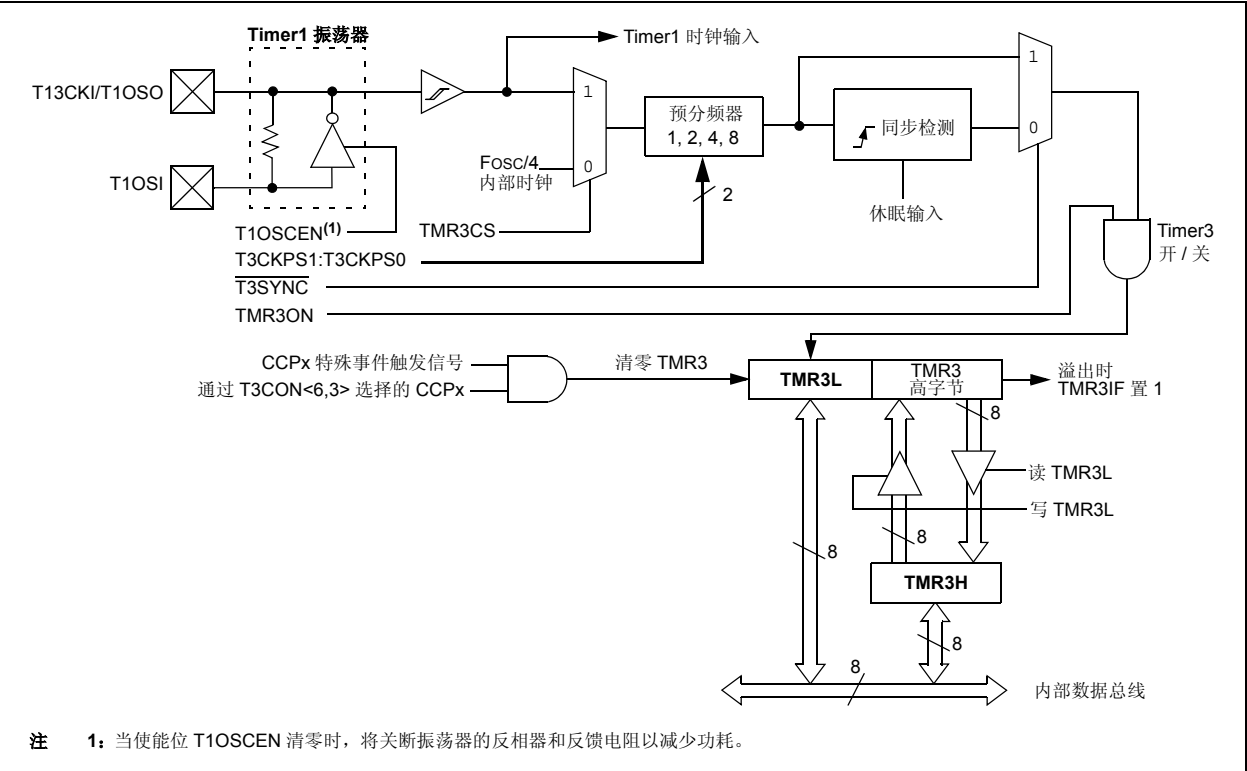 Timer1 振荡器
Timer1 时钟输入
T13CKI/T1OSO
1
1
预分频器
1, 2, 4, 8
同步检测
0
FOSC/4
内部时钟
0
T1OSI
2
休眠输入
T1OSCEN(1)
TMR3CS
Timer3
开 / 关
T3CKPS1:T3CKPS0
T3SYNC
TMR3ON
CCPx 特殊事件触发信号
通过 T3CON<6,3> 选择的 CCPx
清零 TMR3
TMR3L
TMR3
高字节
溢出时
TMR3IF 置 1
8
读 TMR3L
写 TMR3L
8
8
TMR3H
8
8
内部数据总线
注 1: 当使能位 T1OSCEN 清零时，将关断振荡器的反相器和反馈电阻以减少功耗。